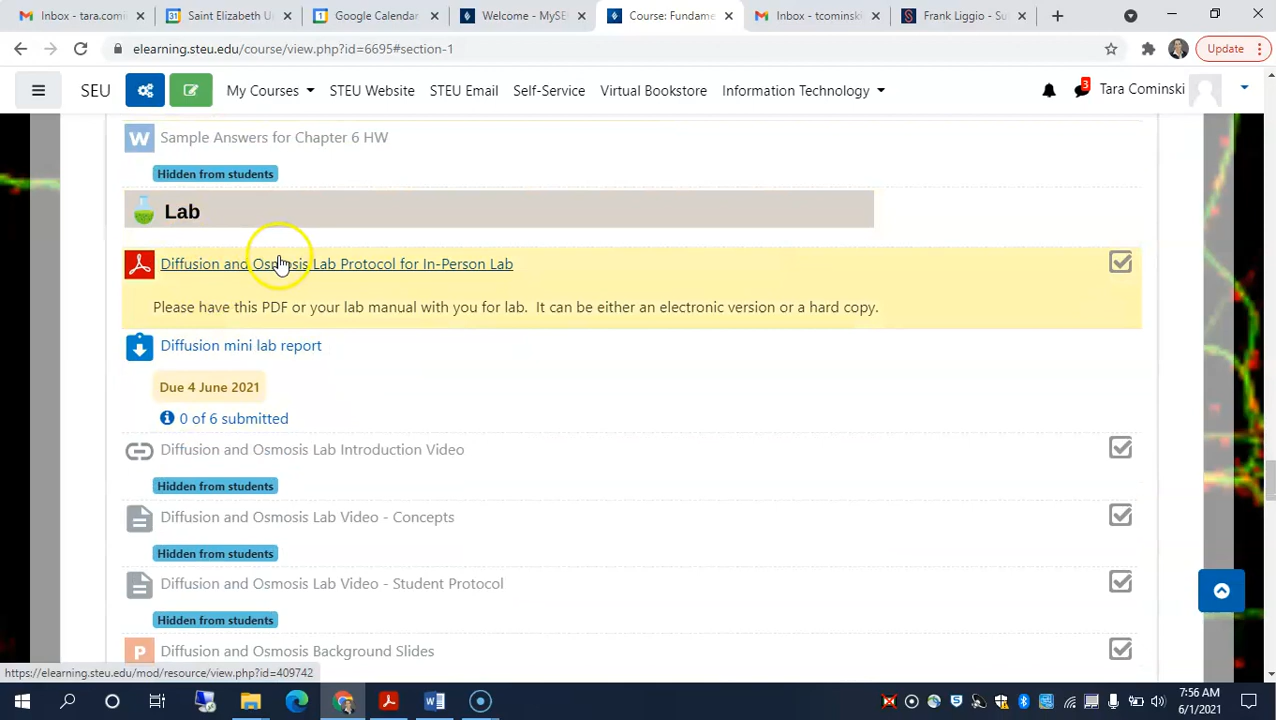 Inbox - tara.comin
Saint Elizabeth U
Google Calendar
Welcome - MySE
Course: Fundame
Inbox - tcominski
Frank Liggio - Su
elearning.steu.edu/course/view.php?id=6695#section-1
Update
SEU
My Courses
STEU Website
STEU Email
Self-Service
Virtual Bookstore
Information Technology
3
Tara Cominski
Sample Answers for Chapter 6 HW
Hidden from students
Lab
Diffusion and Osmosis Lab Protocol for In-Person Lab
Please have this PDF or your lab manual with you for lab. It can be either an electronic version or a hard copy.
Diffusion mini lab report
Due 4 June 2021
0 of 6 submitted
Diffusion and Osmosis Lab Introduction Video
Hidden from students
Diffusion and Osmosis Lab Video - Concepts
Hidden from students
Diffusion and Osmosis Lab Video - Student Protocol
Hidden from students
Diffusion and Osmosis Background Slides
https://elearning.steu.edu/mod/resource/view.php?id=409742
7:56 AM
6/1/2021